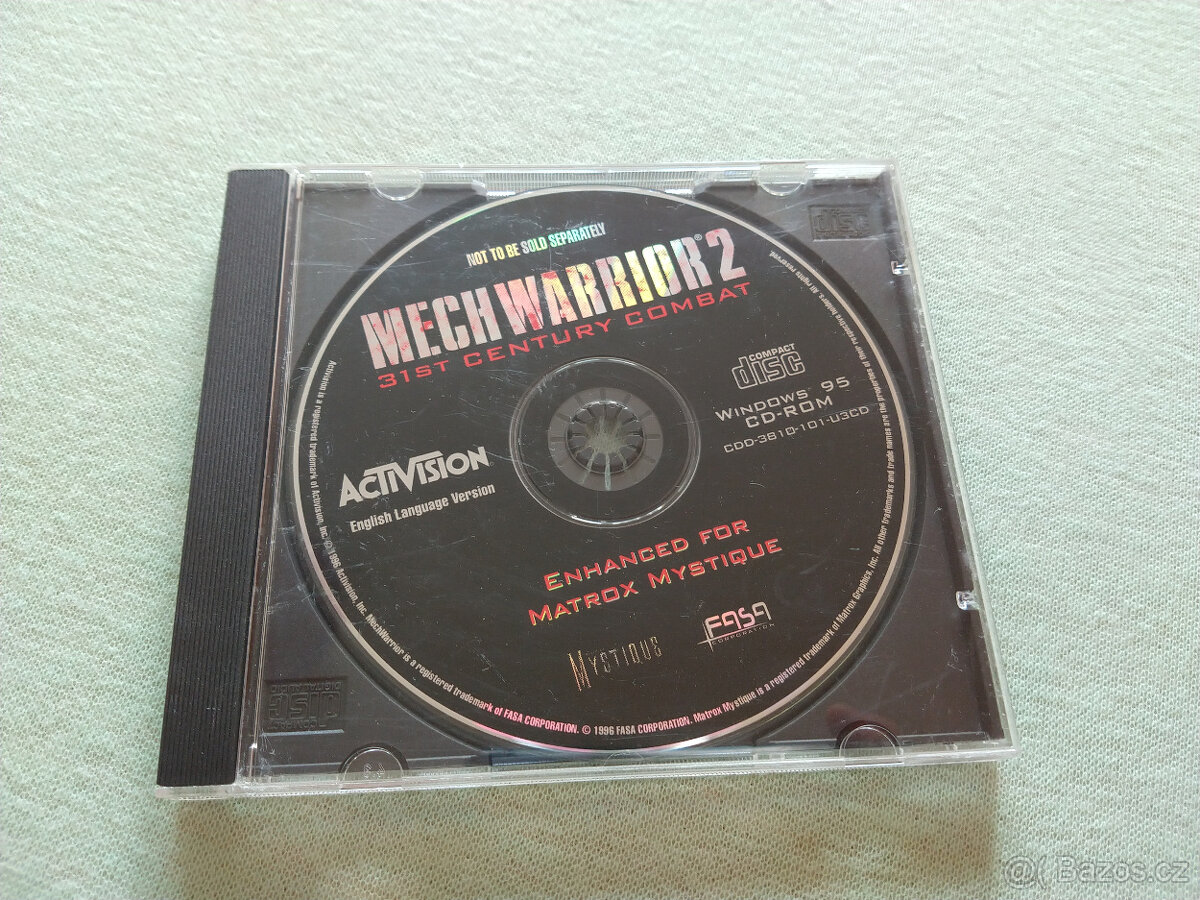 NOT TO BE SOLD SEPARATELY
MECHWARRIOR® 2
31ST CENTURY COMBAT
COMPACT
disc
WINDOWS® 95
CD-ROM
CDD-3810-101-U3CD
ACTIVISION®
English Language Version
ENHANCED FOR
MATROX MYSTIQUE
MYSTIQUE
FASA
CORPORATION
Activision is a registered trademark of Activision, Inc. © 1996 Activision, Inc. MechWarrior is a registered trademark of FASA CORPORATION. © 1996 FASA CORPORATION. Matrox Mystique is a registered trademark of Matrox Graphics, Inc. All other trademarks and trade names are the properties of their respective holders. All rights reserved.
disc
disc
@( Bazos.cz